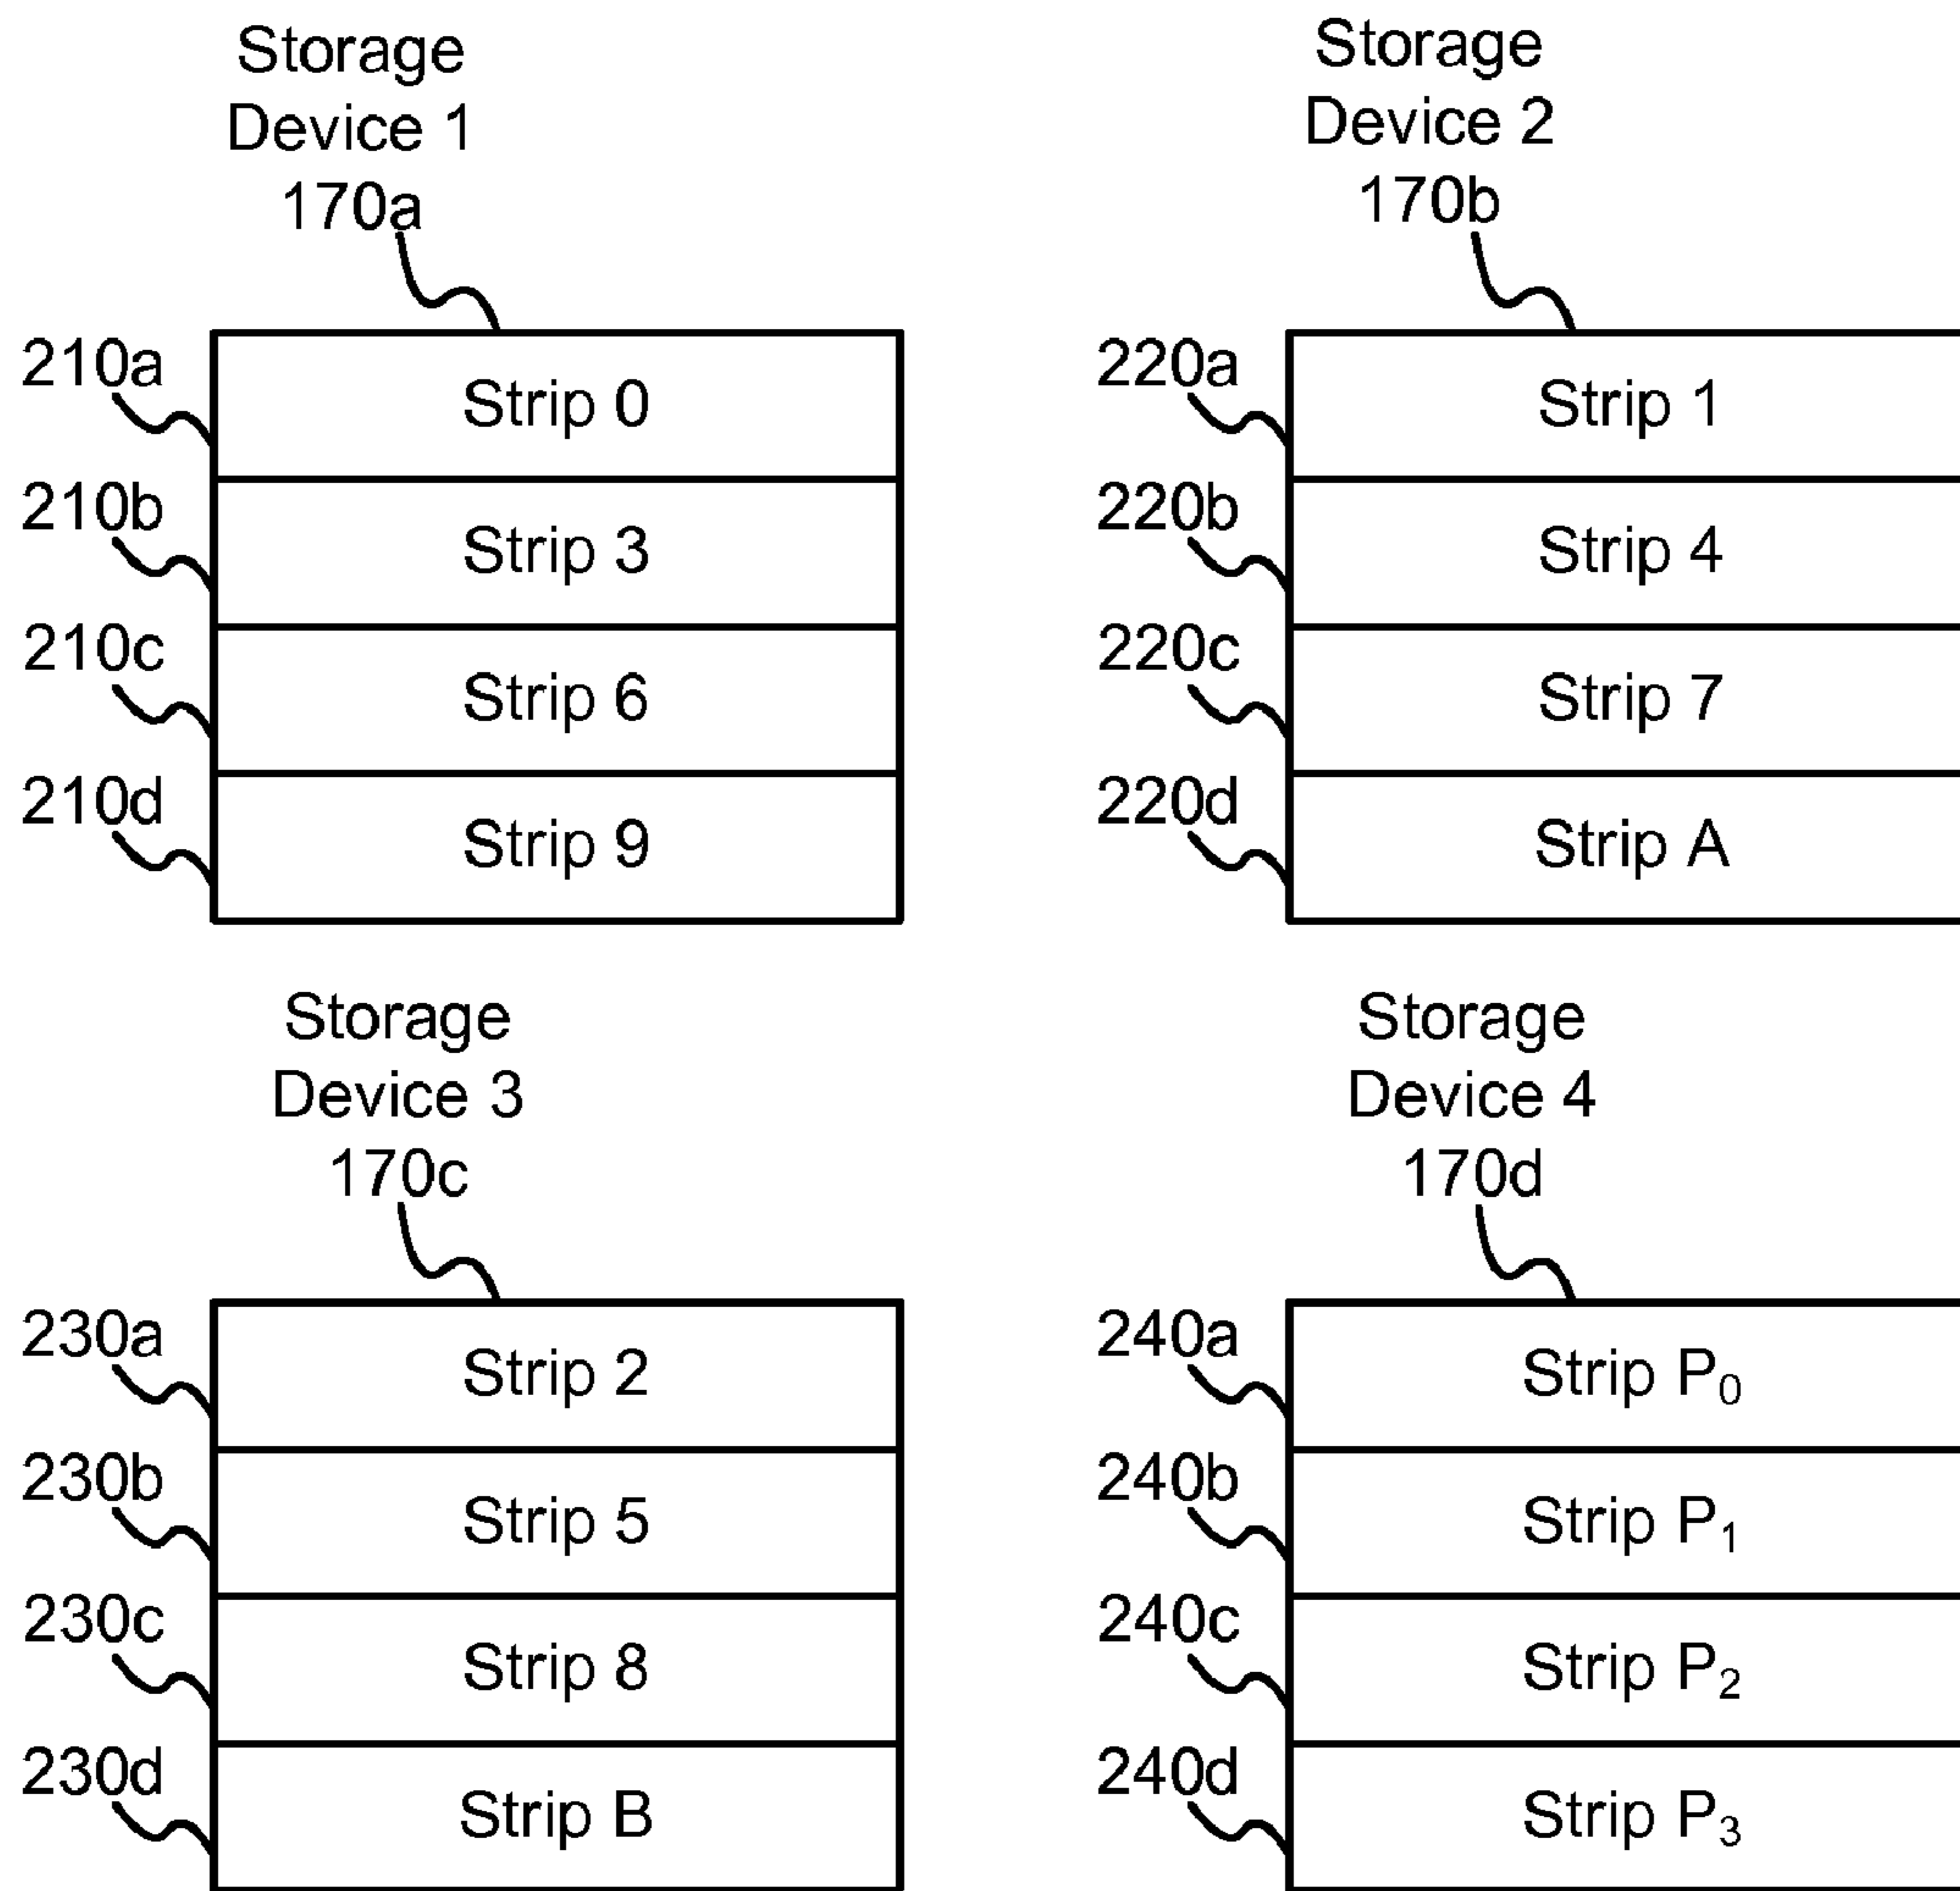 Storage
Device 1
170a
210a
Strip 0
210b
Strip 3
210c
Strip 6
210d
Strip 9
Storage
Device 2
170b
220a
Strip 1
220b
Strip 4
220c
Strip 7
220d
Strip A
Storage
Device 3
170c
230a
Strip 2
230b
Strip 5
230c
Strip 8
230d
Strip B
Storage
Device 4
170d
240a
Strip P₀
240b
Strip P₁
240c
Strip P₂
240d
Strip P₃